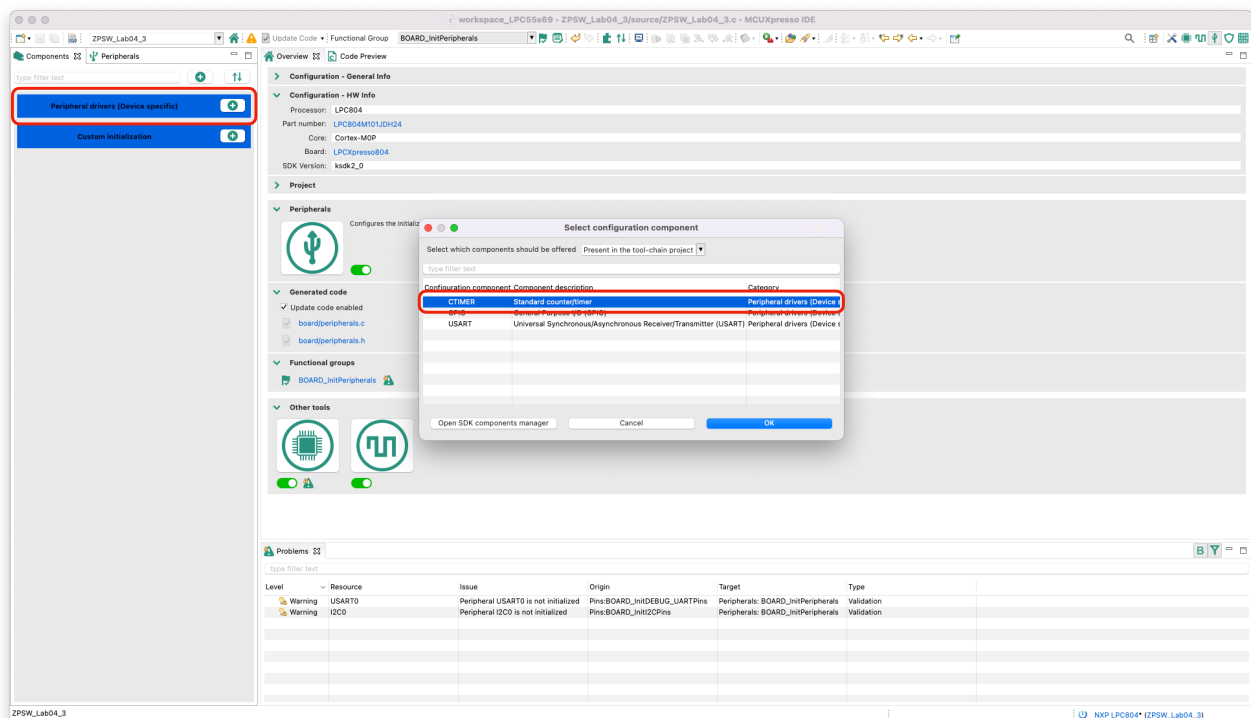 workspace_LPC55s69 - ZPSW_Lab04_3/source/ZPSW_Lab04_3.c - MCUXpresso IDE
ZPSW_Lab04_3 Update Code Functional Group BOARD_InitPeripherals
Components Peripherals
type filter text
Peripheral drivers (Device specific)
Custom initialization
Overview Code Preview
Configuration - General Info
Configuration - HW Info
Processor: LPC804
Part number: LPC804M101JDH24
Core: Cortex-M0P
Board: LPCXpresso804
SDK Version: ksdk2_0
Project
Peripherals
Configures the initializ
Generated code
Update code enabled
board/peripherals.c
board/peripherals.h
Functional groups
BOARD_InitPeripherals
Other tools
Select configuration component
Select which components should be offered Present in the tool-chain project
type filter text
Configuration component Component description Category
CTIMER Standard counter/timer Peripheral drivers (Device s
GPIO General Purpose I/O (GPIO) Peripheral drivers (Device s
USART Universal Synchronous/Asynchronous Receiver/Transmitter (USART) Peripheral drivers (Device s
Open SDK components manager Cancel OK
Problems
type filter text
Level Resource Issue Origin Target Type
Warning USART0 Peripheral USART0 is not initialized Pins:BOARD_InitDEBUG_UARTPins Peripherals: BOARD_InitPeripherals Validation
Warning I2C0 Peripheral I2C0 is not initialized Pins:BOARD_InitI2CPins Peripherals: BOARD_InitPeripherals Validation
ZPSW_Lab04_3 NXP LPC804* (ZPSW_Lab04_3)